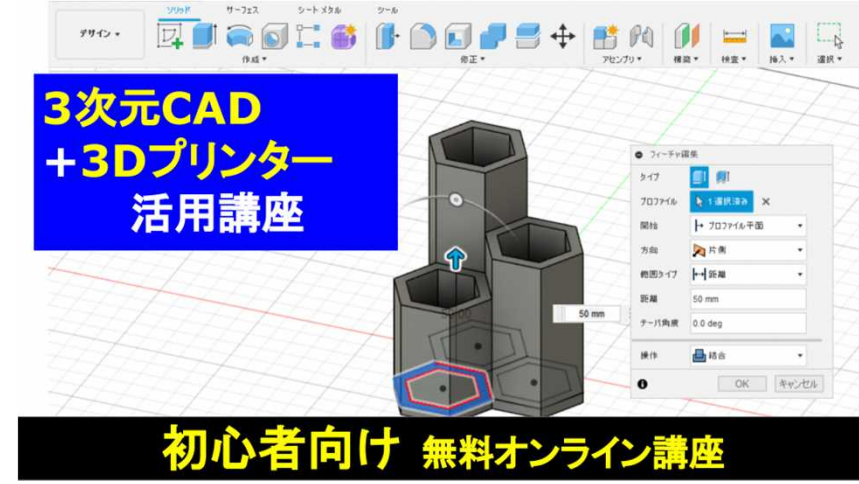 ソリッド サーフェス シートメタル ツール
デザイン
作成 修正 アセンブリ 構築 検査 挿入 選択
3次元CAD
+3Dプリンター
活用講座
フィーチャ編集
タイプ
プロファイル 1選択済み
開始 プロファイル平面
方向 片側
範囲タイプ 距離
距離 50 mm
テーパ角度 0.0 deg
操作 結合
OK キャンセル
50.00
50 mm
初心者向け 無料オンライン講座